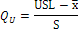 Q_U = (USL − x̄) / S